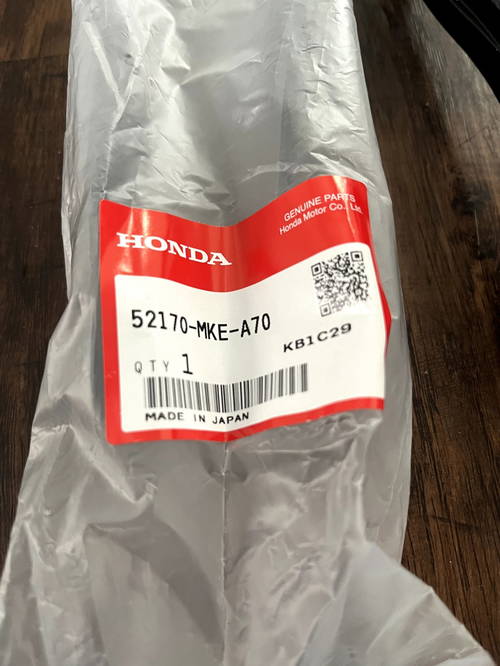 GENUINE PARTS
Honda Motor Co., Ltd.
HONDA
52170-MKE-A70
KB1C29
QTY 1
MADE IN JAPAN